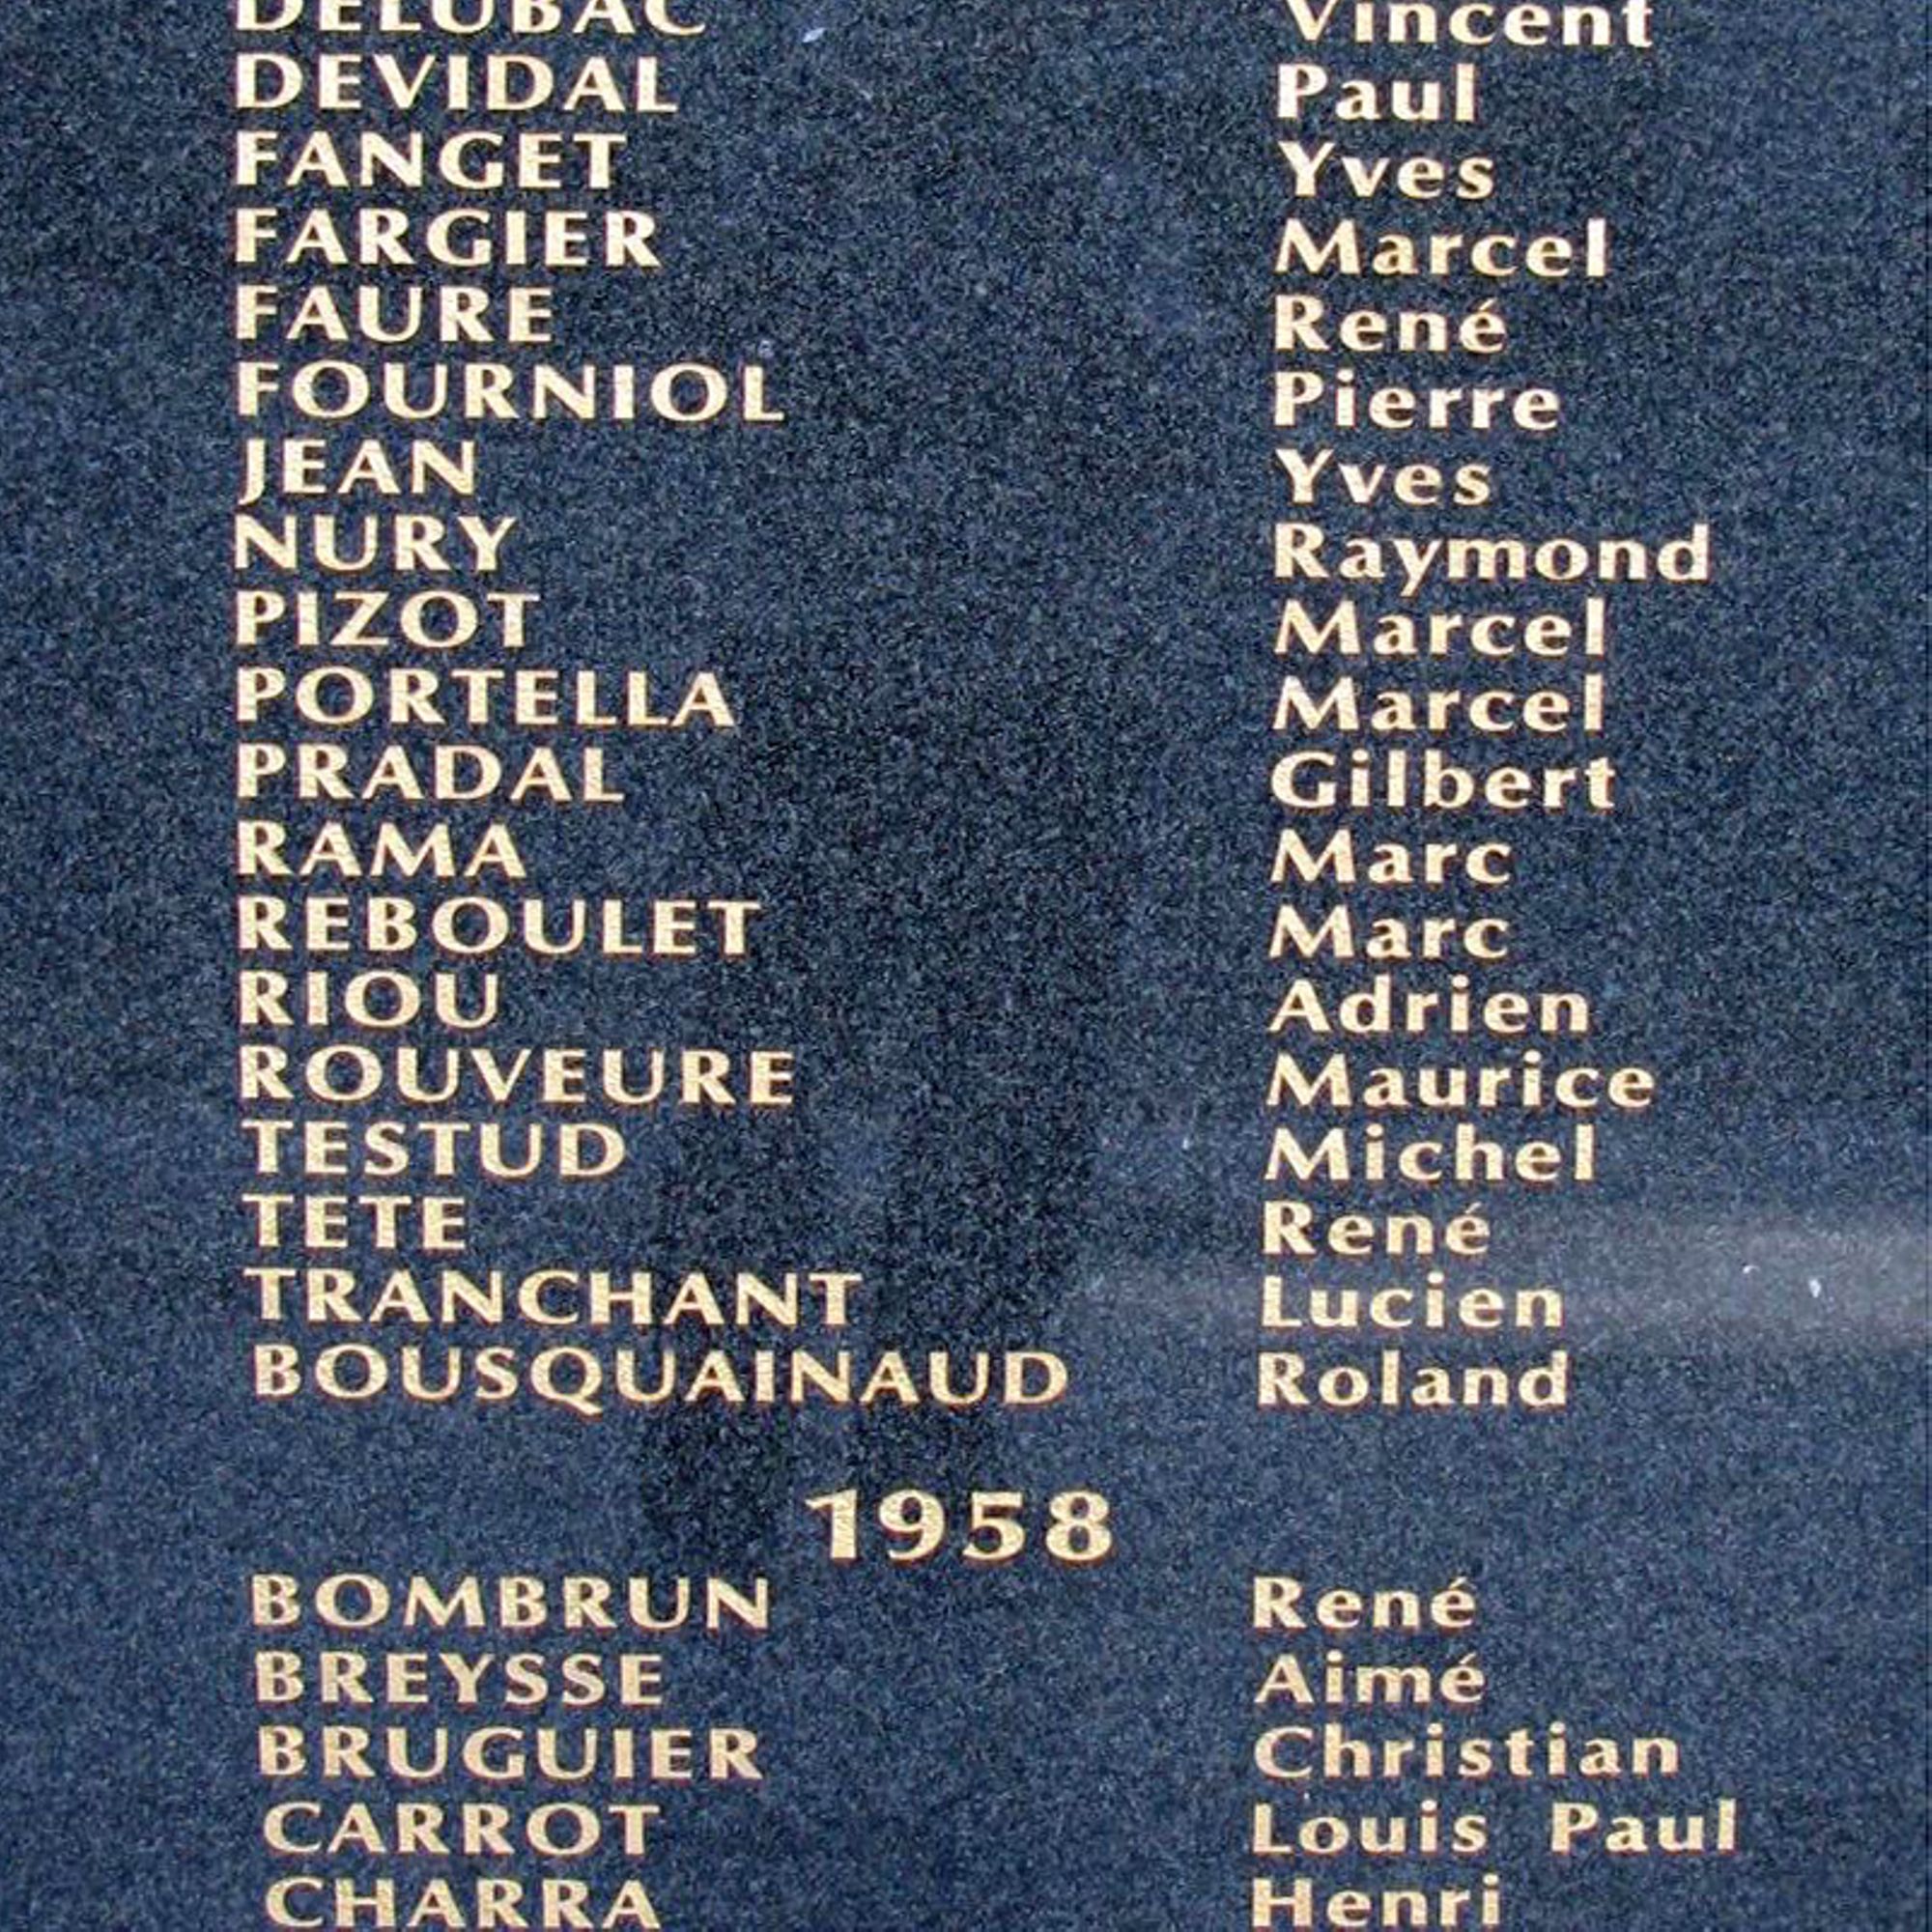 DELUBAC Vincent
DEVIDAL Paul
FANGET Yves
FARGIER Marcel
FAURE René
FOURNIOL Pierre
JEAN Yves
NURY Raymond
PIZOT Marcel
PORTELLA Marcel
PRADAL Gilbert
RAMA Marc
REBOULET Marc
RIOU Adrien
ROUVEURE Maurice
TESTUD Michel
TETE René
TRANCHANT Lucien
BOUSQUAINAUD Roland
1958
BOMBRUN René
BREYSSE Aimé
BRUGUIER Christian
CARROT Louis Paul
CHARRA Henri